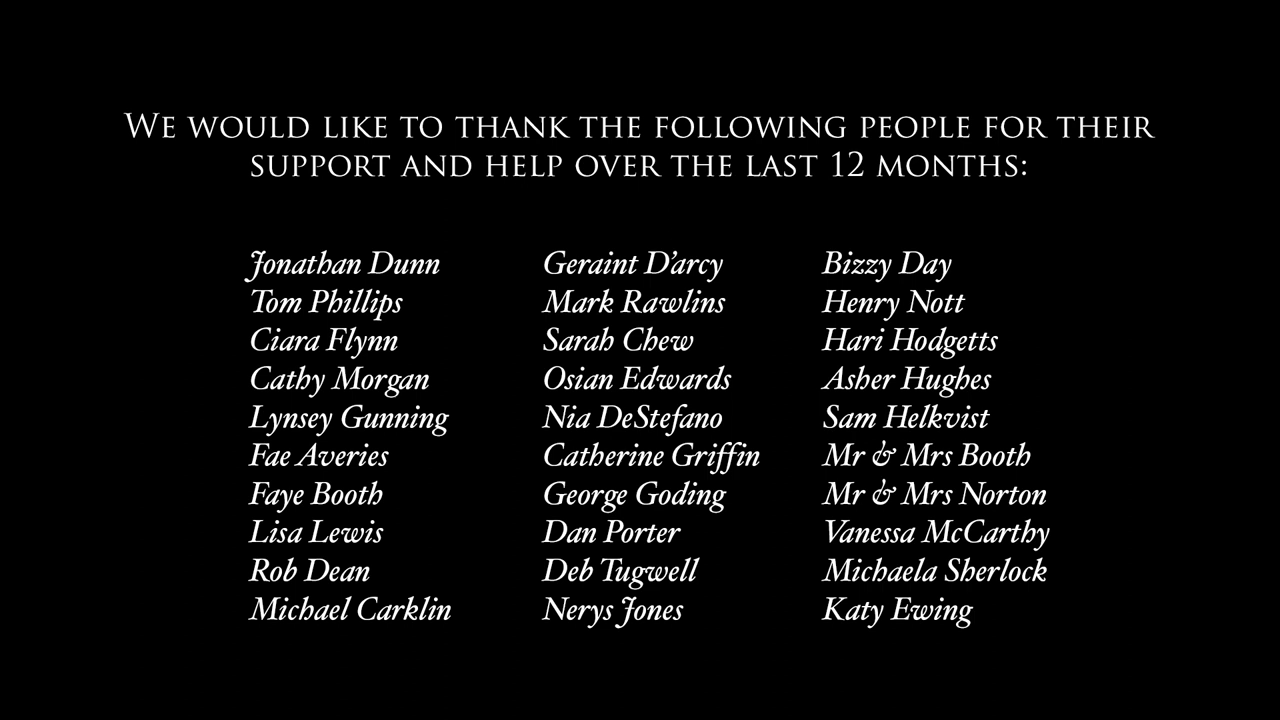 We would like to thank the following people for their
support and help over the last 12 months:
Jonathan Dunn
Tom Phillips
Ciara Flynn
Cathy Morgan
Lynsey Gunning
Fae Averies
Faye Booth
Lisa Lewis
Rob Dean
Michael Carklin
Geraint D'arcy
Mark Rawlins
Sarah Chew
Osian Edwards
Nia DeStefano
Catherine Griffin
George Goding
Dan Porter
Deb Tugwell
Nerys Jones
Bizzy Day
Henry Nott
Hari Hodgetts
Asher Hughes
Sam Helkvist
Mr & Mrs Booth
Mr & Mrs Norton
Vanessa McCarthy
Michaela Sherlock
Katy Ewing